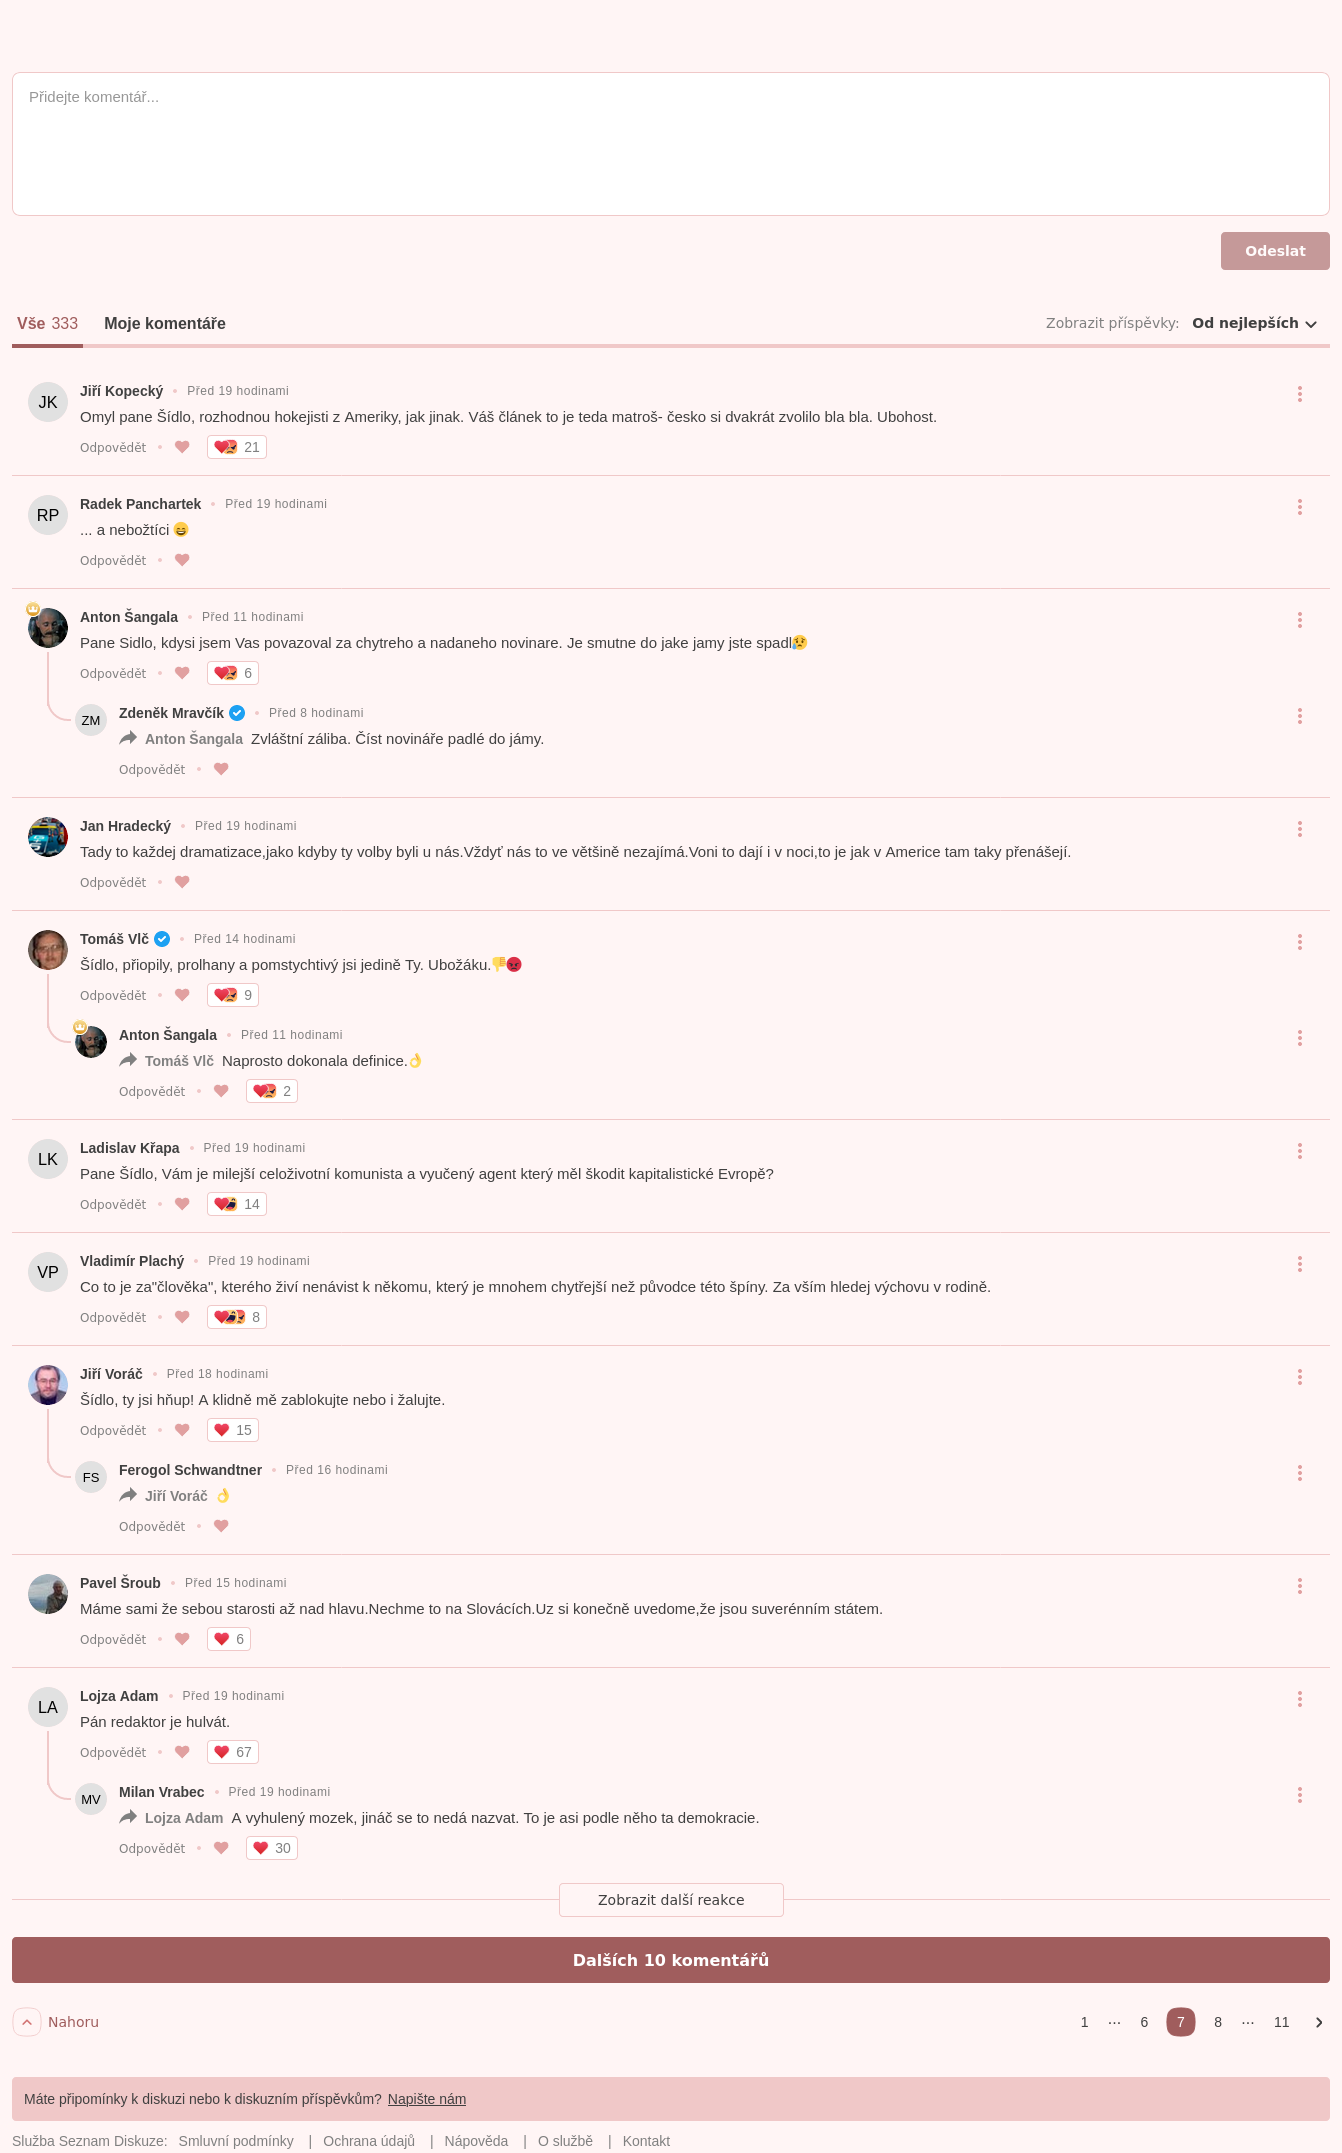 Přidejte komentář...
Odeslat
Vše 333 Moje komentáře Zobrazit příspěvky: Od nejlepších
JK Jiří Kopecký • Před 19 hodinami
Omyl pane Šídlo, rozhodnou hokejisti z Ameriky, jak jinak. Váš článek to je teda matroš- česko si dvakrát zvolilo bla bla. Ubohost.
Odpovědět • 21
RP Radek Panchartek • Před 19 hodinami
... a nebožtíci 😄
Odpovědět •
Anton Šangala • Před 11 hodinami
Pane Sidlo, kdysi jsem Vas povazoval za chytreho a nadaneho novinare. Je smutne do jake jamy jste spadl😥
Odpovědět • 6
ZM Zdeněk Mravčík • Před 8 hodinami
Anton Šangala Zvláštní záliba. Číst novináře padlé do jámy.
Odpovědět •
Jan Hradecký • Před 19 hodinami
Tady to každej dramatizace,jako kdyby ty volby byli u nás.Vždyť nás to ve většině nezajímá.Voni to dají i v noci,to je jak v Americe tam taky přenášejí.
Odpovědět •
Tomáš Vlč • Před 14 hodinami
Šídlo, přiopily, prolhany a pomstychtivý jsi jedině Ty. Ubožáku.👎😡
Odpovědět • 9
Anton Šangala • Před 11 hodinami
Tomáš Vlč Naprosto dokonala definice.👌
Odpovědět • 2
LK Ladislav Křapa • Před 19 hodinami
Pane Šídlo, Vám je milejší celoživotní komunista a vyučený agent který měl škodit kapitalistické Evropě?
Odpovědět • 14
VP Vladimír Plachý • Před 19 hodinami
Co to je za"člověka", kterého živí nenávist k někomu, který je mnohem chytřejší než původce této špíny. Za vším hledej výchovu v rodině.
Odpovědět • 8
Jiří Voráč • Před 18 hodinami
Šídlo, ty jsi hňup! A klidně mě zablokujte nebo i žalujte.
Odpovědět • 15
FS Ferogol Schwandtner • Před 16 hodinami
Jiří Voráč 👌
Odpovědět •
Pavel Šroub • Před 15 hodinami
Máme sami že sebou starosti až nad hlavu.Nechme to na Slovácích.Uz si konečně uvedome,že jsou suverénním státem.
Odpovědět • 6
LA Lojza Adam • Před 19 hodinami
Pán redaktor je hulvát.
Odpovědět • 67
MV Milan Vrabec • Před 19 hodinami
Lojza Adam A vyhulený mozek, jináč se to nedá nazvat. To je asi podle něho ta demokracie.
Odpovědět • 30
Zobrazit další reakce
Dalších 10 komentářů
Nahoru 1 ··· 6 7 8 ··· 11
Máte připomínky k diskuzi nebo k diskuzním příspěvkům? Napište nám
Služba Seznam Diskuze: Smluvní podmínky | Ochrana údajů | Nápověda | O službě | Kontakt